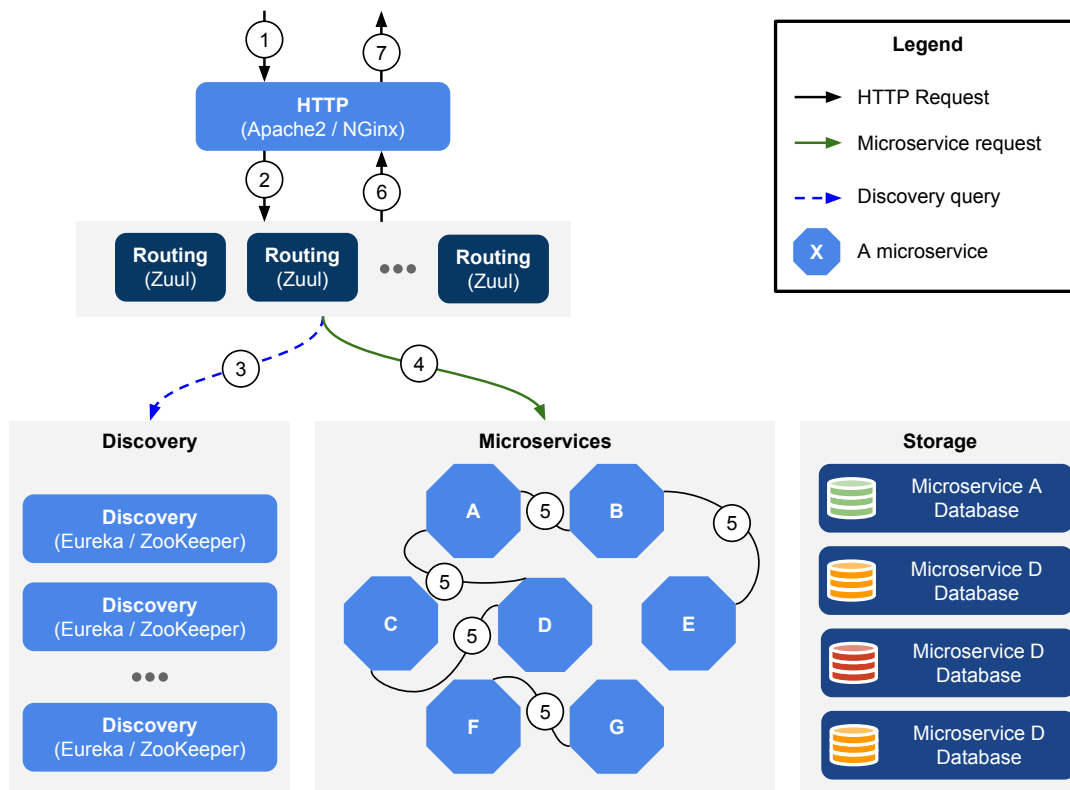 1
7
HTTP
(Apache2 / NGinx)
2
6
Routing
(Zuul)
Routing
(Zuul)
Routing
(Zuul)
Legend
HTTP Request
Microservice request
Discovery query
X
A microservice
3
4
Discovery
Discovery
(Eureka / ZooKeeper)
Discovery
(Eureka / ZooKeeper)
Discovery
(Eureka / ZooKeeper)
Microservices
A
5
B
5
5
C
5
D
E
F
5
G
Storage
Microservice A
Database
Microservice D
Database
Microservice D
Database
Microservice D
Database